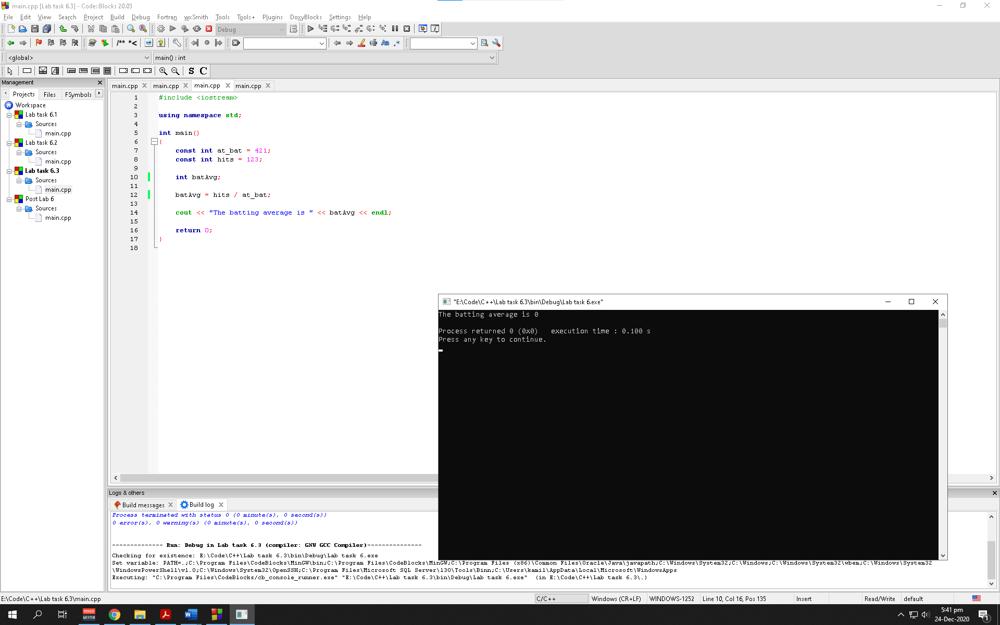 main.cpp [Lab task 6.3] - Code::Blocks 20.03
File Edit View Search Project Build Debug Fortran wxSmith Tools Tools+ Plugins DoxyBlocks Settings Help
Debug
/** *<
<global> main() : int
S C
Management
Projects Files FSymbols
Workspace
Lab task 6.1
Sources
main.cpp
Lab task 6.2
Sources
main.cpp
Lab task 6.3
Sources
main.cpp
Post Lab 6
Sources
main.cpp
main.cpp main.cpp main.cpp main.cpp
1 #include <iostream>
2
3 using namespace std;
4
5 int main()
6 {
7 const int at_bat = 421;
8 const int hits = 123;
9
10 int batAvg;
11
12 batAvg = hits / at_bat;
13
14 cout << "The batting average is " << batAvg << endl;
15
16 return 0;
17 }
18
"E:\Code\C++\Lab task 6.3\bin\Debug\Lab task 6.exe"
The batting average is 0
Process returned 0 (0x0) execution time : 0.100 s
Press any key to continue.
Logs & others
Build messages Build log
Process terminated with status 0 (0 minute(s), 0 second(s))
0 error(s), 0 warning(s) (0 minute(s), 0 second(s))
-------------- Run: Debug in Lab task 6.3 (compiler: GNU GCC Compiler)---------------
Checking for existence: E:\Code\C++\Lab task 6.3\bin\Debug\Lab task 6.exe
Set variable: PATH=.;C:\Program Files\CodeBlocks\MinGW\bin;C:\Program Files\CodeBlocks\MinGW;C:\Program Files (x86)\Common Files\Oracle\Java\javapath;C:\Windows\System32;C:\Windows;C:\Windows\System32\wbem;C:\Windows\System32
\WindowsPowerShell\v1.0;C:\Windows\System32\OpenSSH;C:\Program Files\Microsoft SQL Server\130\Tools\Binn;C:\Users\kamil\AppData\Local\Microsoft\WindowsApps
Executing: "C:\Program Files\CodeBlocks/cb_console_runner.exe" "E:\Code\C++\Lab task 6.3\bin\Debug\Lab task 6.exe" (in E:\Code\C++\Lab task 6.3\.)
E:\Code\C++\Lab task 6.3\main.cpp C/C++ Windows (CR+LF) WINDOWS-1252 Line 10, Col 16, Pos 135 Insert Read/Write default
VOICE
MEETER
5:41 pm
24-Dec-2020
1